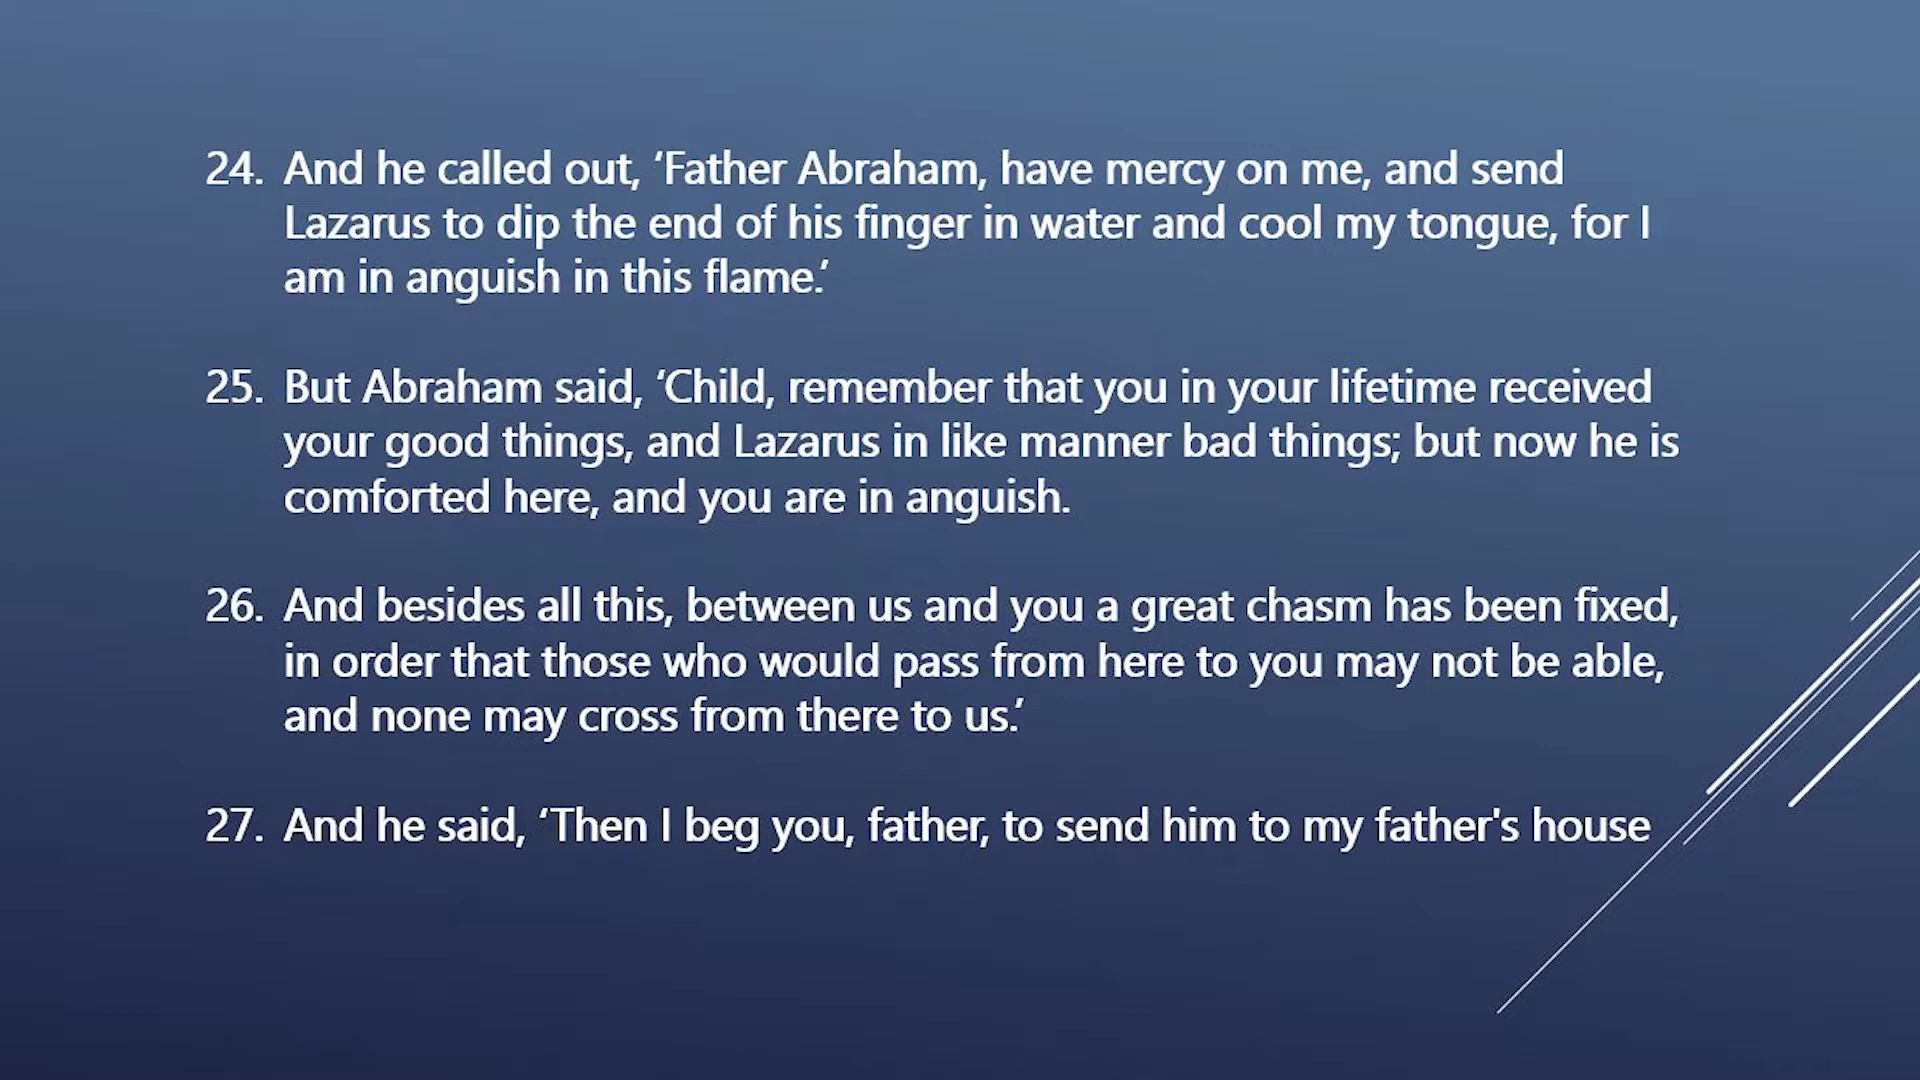 24. And he called out, ‘Father Abraham, have mercy on me, and send
Lazarus to dip the end of his finger in water and cool my tongue, for I
am in anguish in this flame.’
25. But Abraham said, ‘Child, remember that you in your lifetime received
your good things, and Lazarus in like manner bad things; but now he is
comforted here, and you are in anguish.
26. And besides all this, between us and you a great chasm has been fixed,
in order that those who would pass from here to you may not be able,
and none may cross from there to us.’
27. And he said, ‘Then I beg you, father, to send him to my father's house